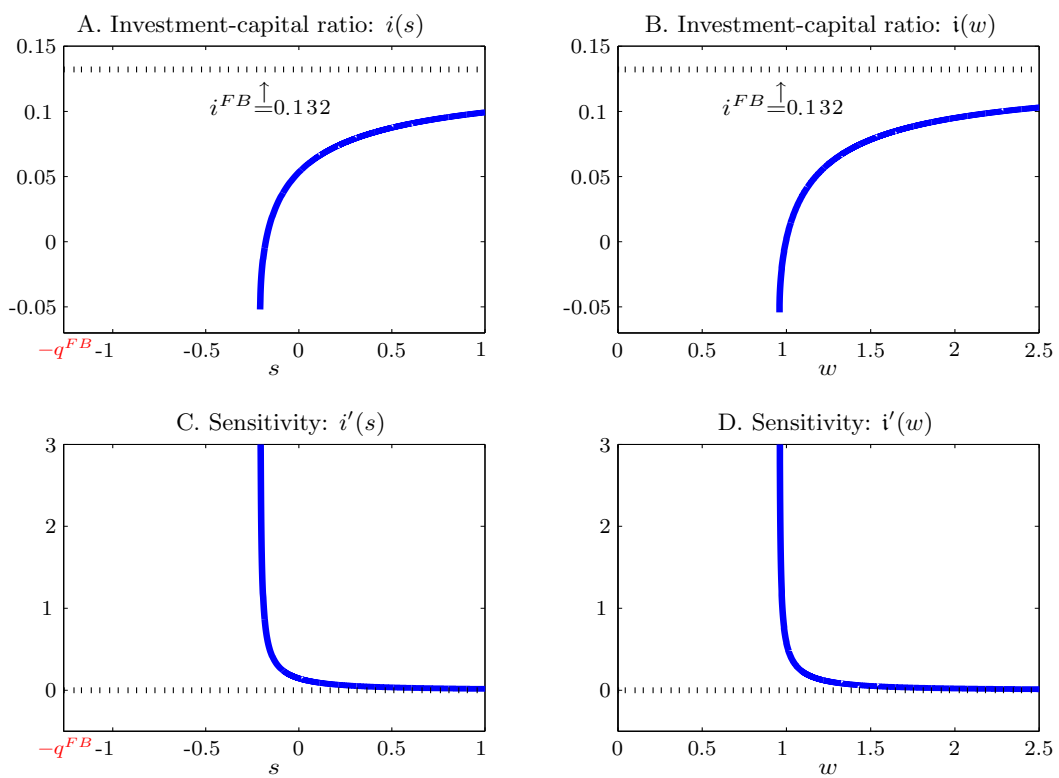 A. Investment-capital ratio: i(s)
0.15
0.1
0.05
0
-0.05
↑
i^{FB}=0.132
−q^{FB} -1 -0.5 0 0.5 1
s
B. Investment-capital ratio: 𝔦(w)
0.15
0.1
0.05
0
-0.05
↑
i^{FB}=0.132
0 0.5 1 1.5 2 2.5
w
C. Sensitivity: i′(s)
3
2
1
0
−q^{FB} -1 -0.5 0 0.5 1
s
D. Sensitivity: 𝔦′(w)
3
2
1
0
0 0.5 1 1.5 2 2.5
w